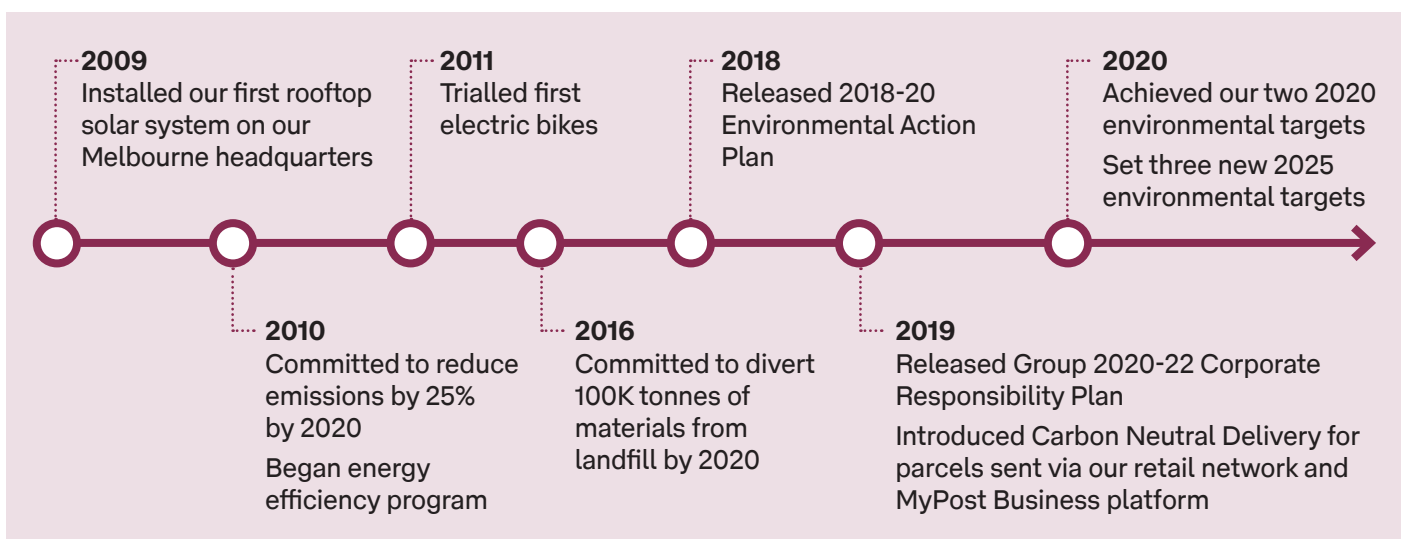 2009
Installed our first rooftop
solar system on our
Melbourne headquarters
2010
Committed to reduce
emissions by 25%
by 2020
Began energy
efficiency program
2011
Trialled first
electric bikes
2016
Committed to divert
100K tonnes of
materials from
landfill by 2020
2018
Released 2018-20
Environmental Action
Plan
2019
Released Group 2020-22 Corporate
Responsibility Plan
Introduced Carbon Neutral Delivery for
parcels sent via our retail network and
MyPost Business platform
2020
Achieved our two 2020
environmental targets
Set three new 2025
environmental targets